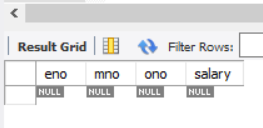 Result Grid Filter Rows:
eno mno ono salary
NULL NULL NULL NULL